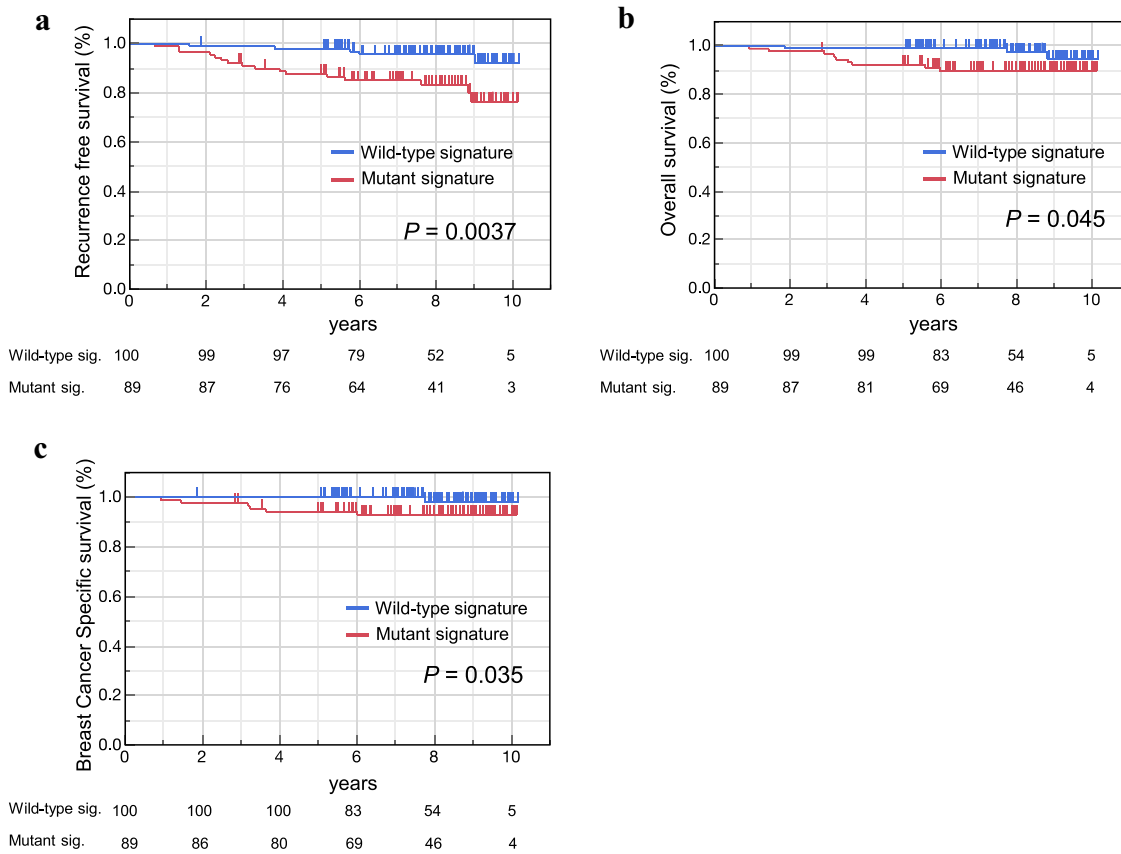 a
Recurrence free survival (%)
1.0
0.8
0.6
0.4
0.2
0.0
Wild-type signature
Mutant signature
P = 0.0037
0 2 4 6 8 10
years
Wild-type sig. 100 99 97 79 52 5
Mutant sig. 89 87 76 64 41 3
b
Overall survival (%)
1.0
0.8
0.6
0.4
0.2
0.0
Wild-type signature
Mutant signature
P = 0.045
0 2 4 6 8 10
years
Wild-type sig. 100 99 99 83 54 5
Mutant sig. 89 87 81 69 46 4
c
Breast Cancer Specific survival (%)
1.0
0.8
0.6
0.4
0.2
0.0
Wild-type signature
Mutant signature
P = 0.035
0 2 4 6 8 10
years
Wild-type sig. 100 100 100 83 54 5
Mutant sig. 89 86 80 69 46 4